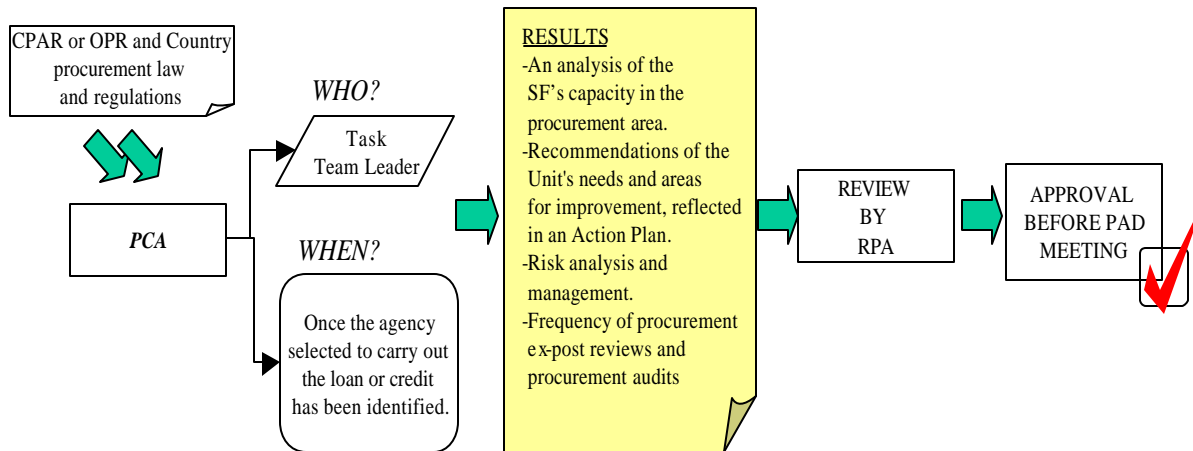 CPAR or OPR and Country
procurement law
and regulations
PCA
WHO?
Task
Team Leader
WHEN?
Once the agency
selected to carry out
the loan or credit
has been identified.
RESULTS
-An analysis of the
SF's capacity in the
procurement area.
-Recommendations of the
Unit's needs and areas
for improvement, reflected
in an Action Plan.
-Risk analysis and
management.
-Frequency of procurement
ex-post reviews and
procurement audits
REVIEW
BY
RPA
APPROVAL
BEFORE PAD
MEETING